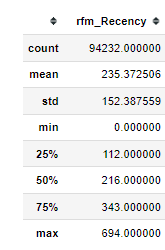 rfm_Recency
count 94232.000000
mean 235.372506
std 152.387559
min 0.000000
25% 112.000000
50% 216.000000
75% 343.000000
max 694.000000